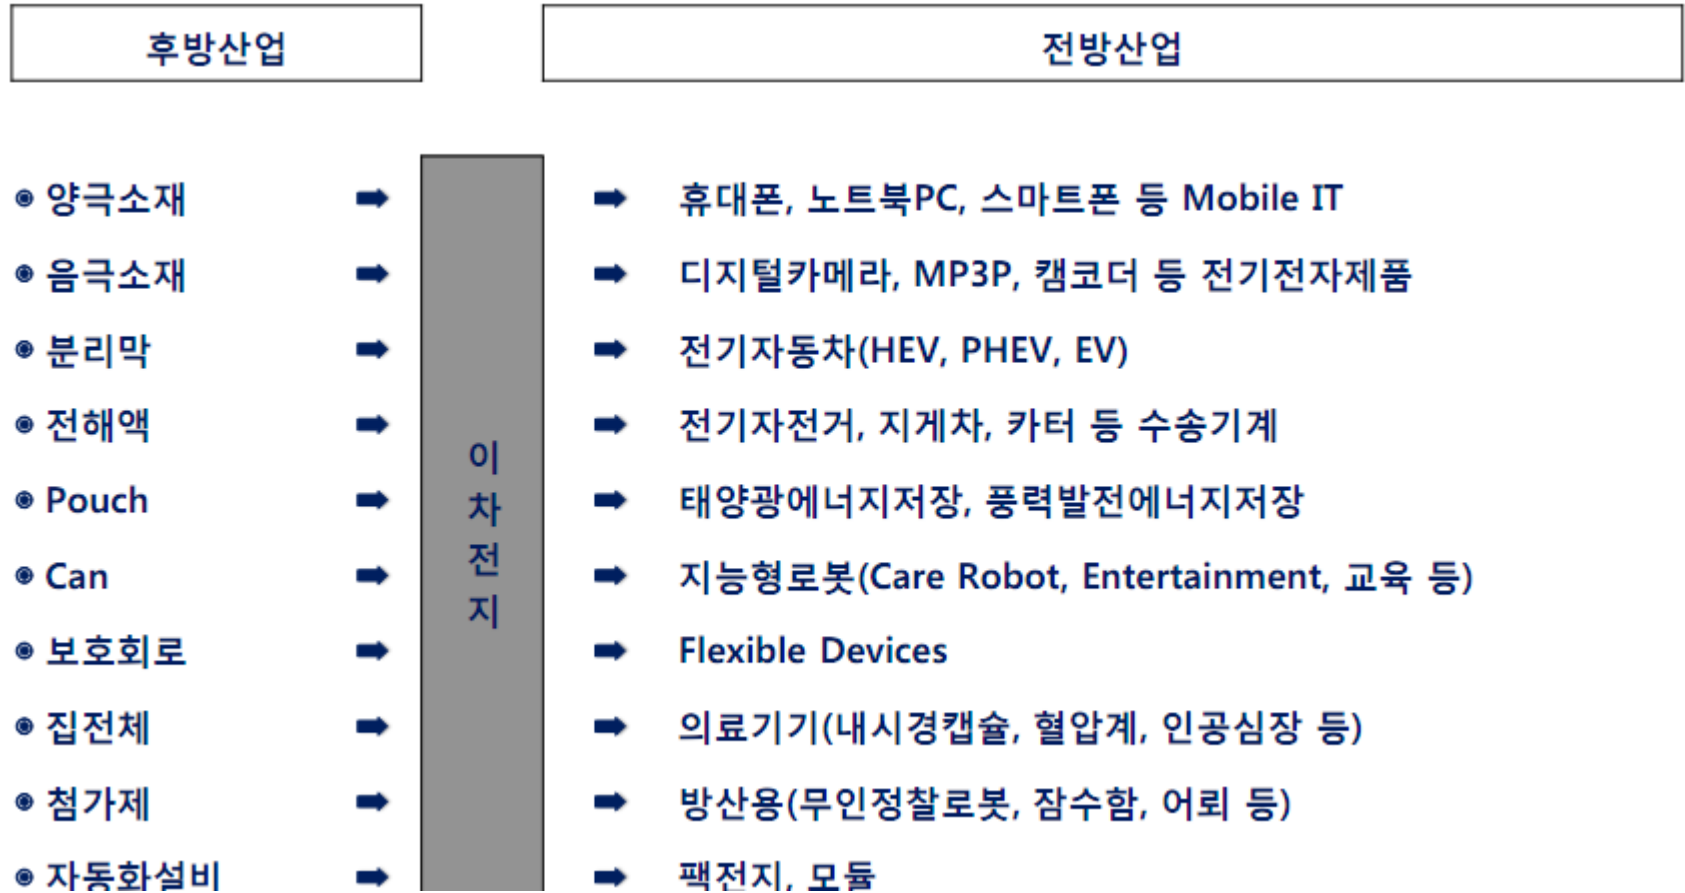 후방산업 전방산업
◉ 양극소재 ➡ ➡ 휴대폰, 노트북PC, 스마트폰 등 Mobile IT
◉ 음극소재 ➡ ➡ 디지털카메라, MP3P, 캠코더 등 전기전자제품
◉ 분리막 ➡ ➡ 전기자동차(HEV, PHEV, EV)
◉ 전해액 ➡ ➡ 전기자전거, 지게차, 카터 등 수송기계
◉ Pouch ➡ ➡ 태양광에너지저장, 풍력발전에너지저장
◉ Can ➡ ➡ 지능형로봇(Care Robot, Entertainment, 교육 등)
◉ 보호회로 ➡ ➡ Flexible Devices
◉ 집전체 ➡ ➡ 의료기기(내시경캡슐, 혈압계, 인공심장 등)
◉ 첨가제 ➡ ➡ 방산용(무인정찰로봇, 잠수함, 어뢰 등)
◉ 자동화설비 ➡ ➡ 팩전지, 모듈
이
차
전
지